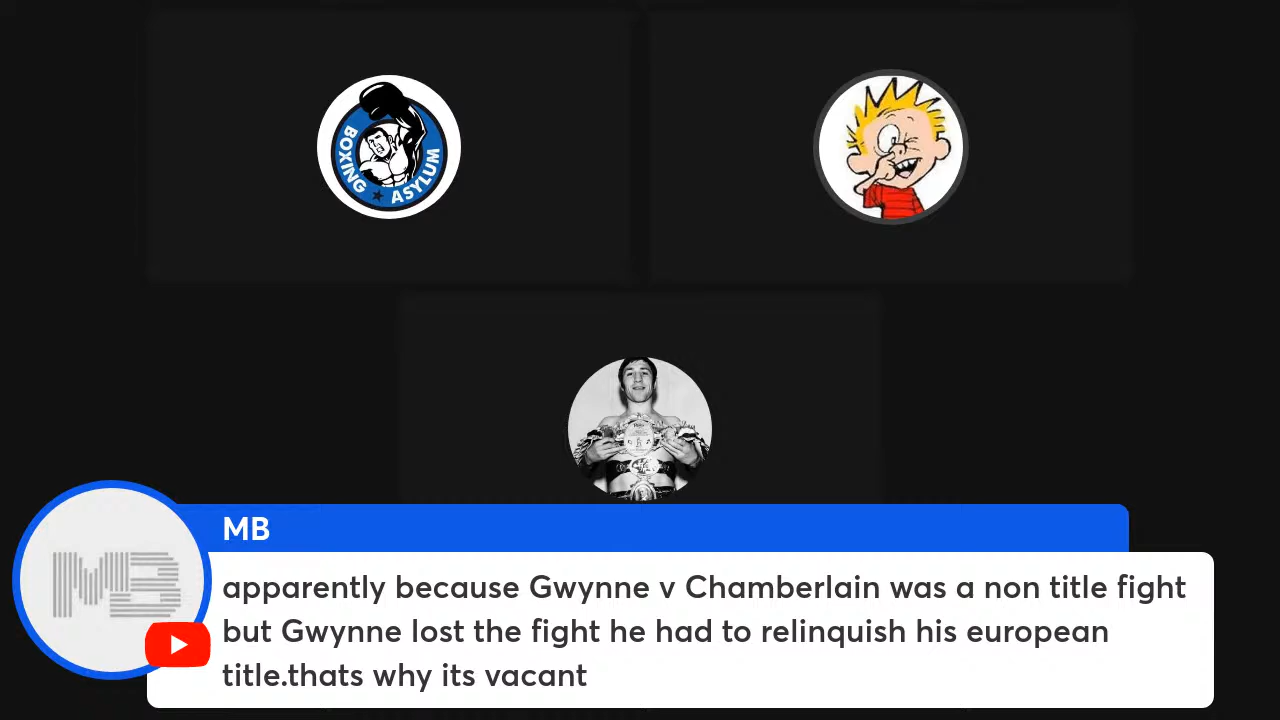 BOXING ASYLUM
MB
MB
apparently because Gwynne v Chamberlain was a non title fight
but Gwynne lost the fight he had to relinquish his european
title.thats why its vacant